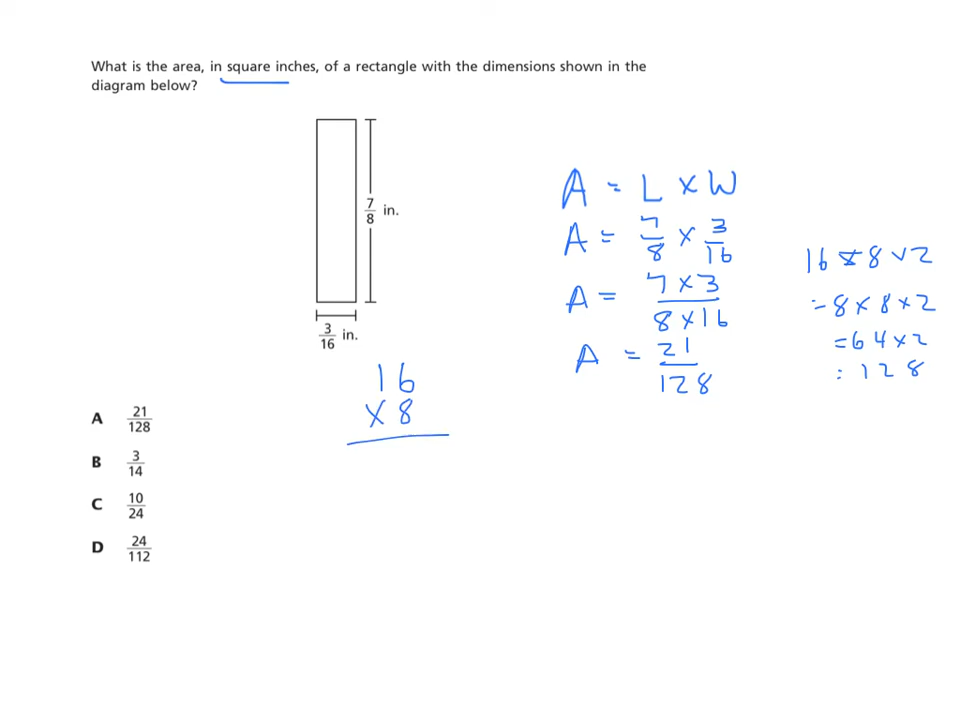 What is the area, in square inches, of a rectangle with the dimensions shown in the
diagram below?
7/8 in.
3/16 in.
A 21/128
B 3/14
C 10/24
D 24/112
16
x 8
A = L x W
A = 7/8 x 3/16
A = 7 x 3 / 8 x 16
A = 21/128
16 = 8 x 2
= 8 x 8 x 2
= 64 x 2
= 128